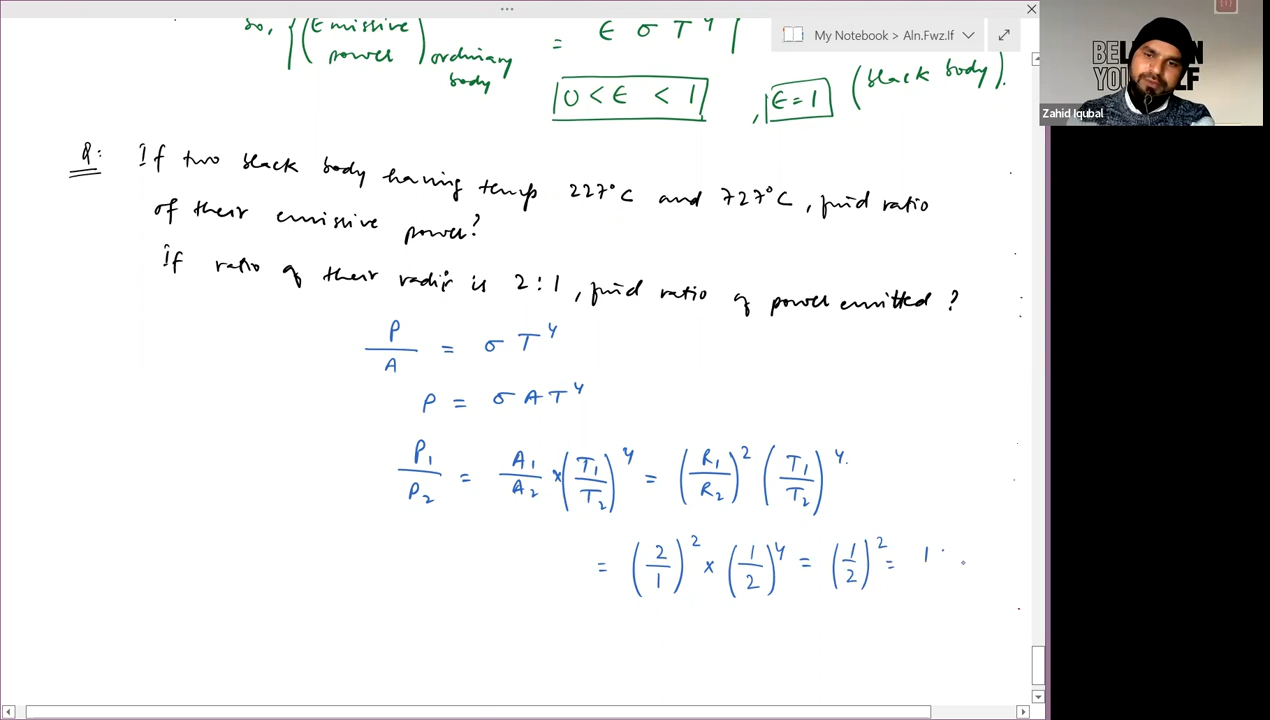 My Notebook > Aln.Fwz.If
so, {(Emissive power) ordinary body = ϵ σ T⁴
0 < ϵ < 1 , ϵ = 1 (black body).
BE
YOU LF
Zahid Iqubal
Q: If two black body having temp 227°C and 727°C, find ratio
of their emissive power?
If ratio of their radii is 2 : 1, find ratio of power emitted?
P/A = σ T⁴
P = σ A T⁴
P₁/P₂ = A₁/A₂ × (T₁/T₂)⁴ = (R₁/R₂)² (T₁/T₂)⁴.
= (2/1)² × (1/2)⁴ = (1/2)² = 1 :